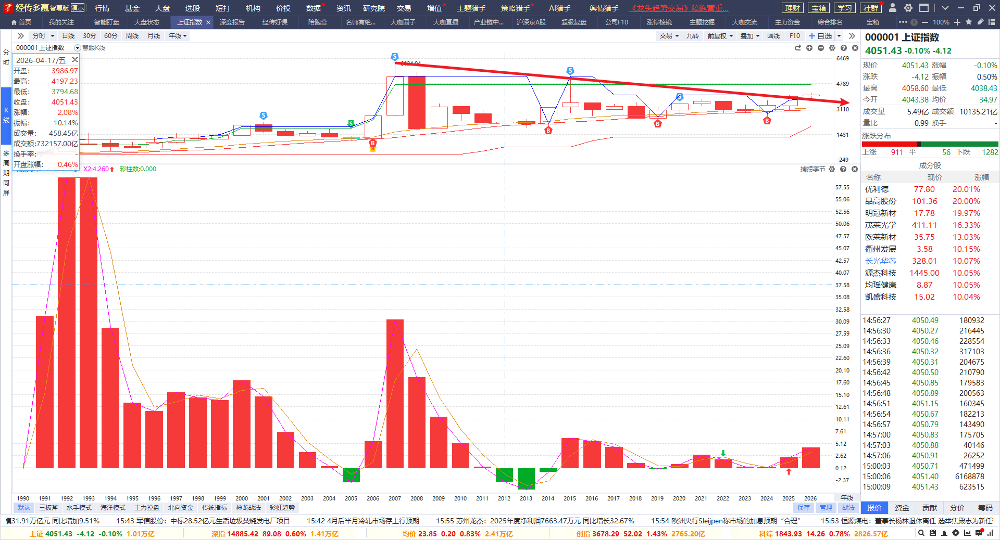 经传多赢 智尊版 演示 行情 基金 大盘 选股 短打 机构 价投 数据 资讯 研究院 交易 增值 主题猎手 策略猎手 AI猎手 舆情猎手 《龙头趋势交易》陪跑营重... 理财 宝箱 学习 社群
首页 我的关注 智能盯盘 大盘状态 上证指数 深度报告 经传好课 陪跑营 名师有绝... 大咖圈子 大咖直播 产业链中... 沪深京A股 超级复盘 公司F10 涨停棱镜 主题挖掘 大咖交流 主力资金 综合排名 宝箱 100%
分时 日线 30分 60分 周线 月线 年线 交易 九转 前复权 叠加 画线 F10 自选
000001 上证指数 慧眼K线
分时
K线
多周期同屏
2026-04-17/五
开盘: 3986.97
最高: 4197.23
最低: 3794.68
收盘: 4051.43
涨幅: 2.08%
振幅: 10.14%
成交量: 458.45亿
成交额:732157.00亿
换手率: -
开盘涨幅: 0.46%
S S S S S
B B B B B
6469
4789
3110
1431
-249
X2:4.260 彩柱数:0.000
捕捞季节
57.55
55.06
52.56
50.06
47.57
45.07
42.57
40.07
37.58
35.08
32.58
30.09
27.59
25.09
22.60
20.10
17.60
15.10
12.61
10.11
7.61
5.12
2.62
0.12
-2.37
1990 1991 1992 1993 1994 1995 1996 1997 1998 1999 2000 2001 2002 2003 2004 2005 2006 2007 2008 2009 2010 2011 2012 2013 2014 2015 2016 2017 2018 2019 2020 2021 2022 2023 2024 2025 2026 年线
默认 三板斧 水手模式 海洋模式 主力控盘 北向资金 传统指标 神龙战法 彩虹趋势 保存 管理 战法
000001 上证指数
4051.43 -0.10% -4.12
现价 4051.43 涨幅 -0.10%
涨跌 -4.12 振幅 0.50%
最高 4058.60 最低 4038.43
今开 4043.38 均价 34.97
成交量 5.49亿 成交额 10135.21亿
量比 0.99 换手 -
涨跌分布
上涨 911 平 56 下跌 1282
成分股
名称 现价 涨幅
优利德 77.80 20.01%
品高股份 101.36 20.00%
明冠新材 17.78 19.97%
茂莱光学 411.11 16.33%
欧莱新材 35.75 13.03%
衢州发展 3.58 10.15%
长光华芯 328.01 10.07%
源杰科技 1445.00 10.05%
均瑶健康 8.87 10.05%
凯盛科技 15.02 10.04%
14:56:27 4050.49 180932
14:56:30 4050.27 216445
14:56:33 4050.46 228554
14:56:36 4050.32 317103
14:56:39 4050.31 204675
14:56:42 4050.50 210790
14:56:45 4050.85 179583
14:56:48 4050.89 200563
14:56:51 4051.15 160345
14:56:54 4050.67 182213
14:56:57 4050.79 143490
14:57:00 4050.83 175705
14:57:03 4050.88 40146
14:57:06 4050.91 26252
15:00:03 4050.71 471499
15:00:06 4051.40 6168878
15:00:09 4051.43 623515
报价 资金 贡献 分价 筹码
模31.91万亿元 同比增加9.51% 15:43 军信股份：中标28.52亿元生活垃圾焚烧发电厂项目 15:42 4月后半月冷轧市场存上行预期 15:55 苏州龙杰：2025年度净利润7663.47万元 同比增长32.67% 15:54 欧洲央行Sleijpen称市场的加息预期“合理” 15:53 恒源煤电：董事长杨林退休离任 选举焦殿志为新任
上证 4051.43 -4.12 -0.10% 1.01万亿 深指 14885.42 89.08 0.60% 1.41万亿 均价 23.85 0.20 0.83% 2.41万亿 创指 3678.29 52.02 1.43% 2765.20亿 科综 1843.93 14.26 0.78% 2826.57亿